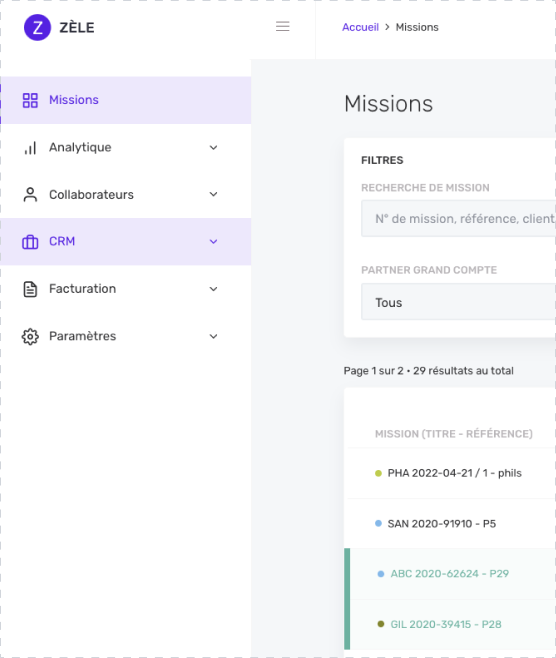 Z ZÈLE
Accueil > Missions
Missions
Analytique
Collaborateurs
CRM
Facturation
Paramètres
Missions
FILTRES
RECHERCHE DE MISSION
N° de mission, référence, client,
PARTNER GRAND COMPTE
Tous
Page 1 sur 2 • 29 résultats au total
MISSION (TITRE - RÉFÉRENCE)
PHA 2022-04-21 / 1 - phils
SAN 2020-91910 - P5
ABC 2020-62624 - P29
GIL 2020-39415 - P28